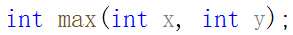 int max(int x, int y);